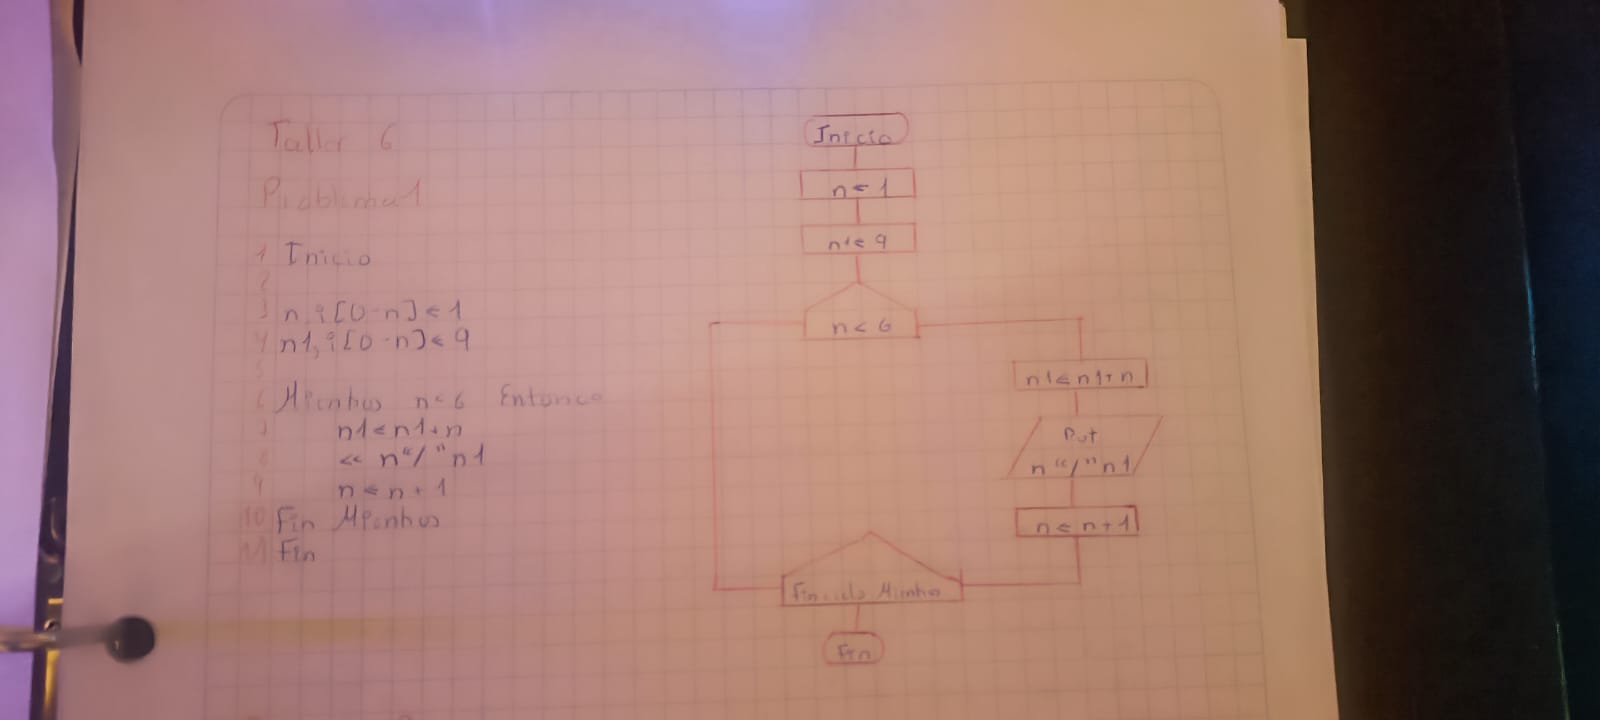 Taller 6
Problema 1
1 Inicio
2
3 n, i [0-n] ← 1
4 n1, i [0-n] ← 9
5
6 Mientras n<6 Entonces
7 n1 ← n1+n
8 << n "/" n1
9 n ← n + 1
10 Fin Mientras
11 Fin
Inicio
n ← 1
n1 ← 9
n < 6
n1 ← n1+n
Put
n "/" n1
n ← n+1
Fin ciclo Mientras
Fin